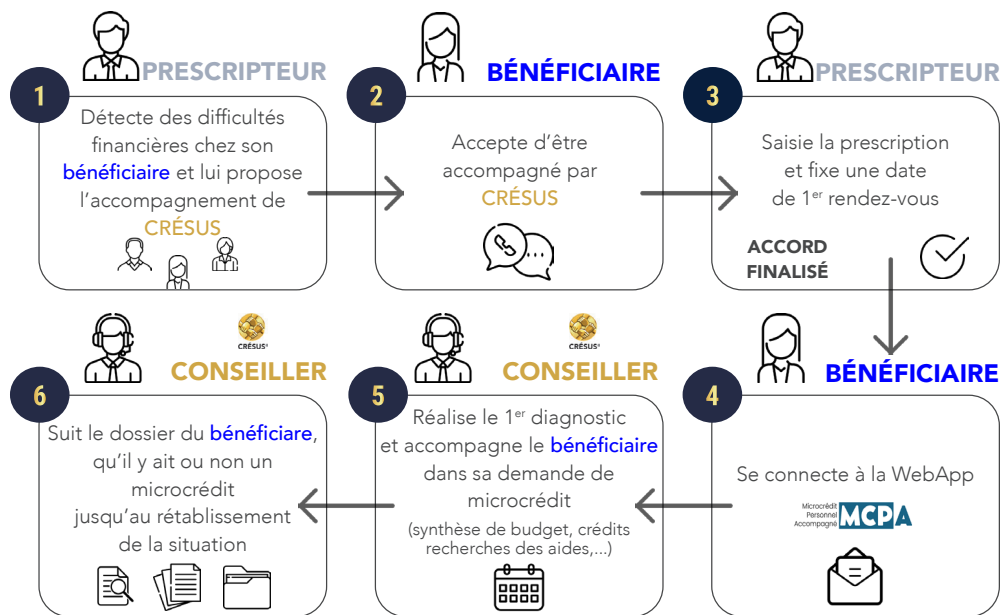 PRESCRIPTEUR
1
Détecte des difficultés
financières chez son
bénéficiaire et lui propose
l'accompagnement de
CRÉSUS
BÉNÉFICIAIRE
2
Accepte d'être
accompagné par
CRÉSUS
PRESCRIPTEUR
3
Saisie la prescription
et fixe une date
de 1er rendez-vous
ACCORD
FINALISÉ
BÉNÉFICIAIRE
4
Se connecte à la WebApp
Microcrédit
Personnel
Accompagné
MCPA
CRÉSUS
CONSEILLER
5
Réalise le 1er diagnostic
et accompagne le bénéficiaire
dans sa demande de
microcrédit
(synthèse de budget, crédits
recherches des aides,...)
CRÉSUS
CONSEILLER
6
Suit le dossier du bénéficiare,
qu'il y ait ou non un
microcrédit
jusqu'au rétablissement
de la situation